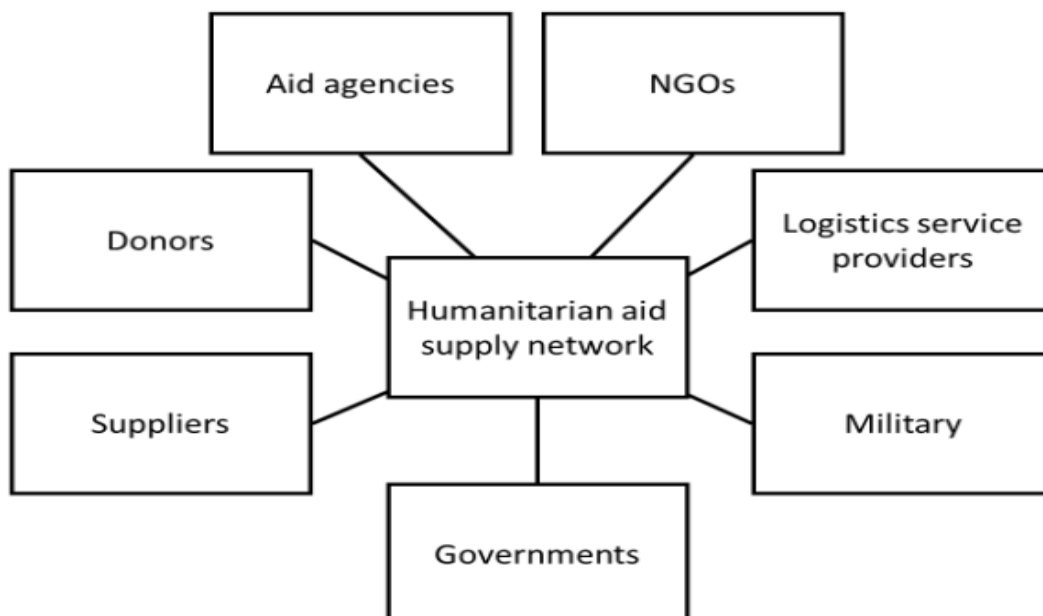 Aid agencies
NGOs
Donors
Logistics service
providers
Humanitarian aid
supply network
Suppliers
Military
Governments